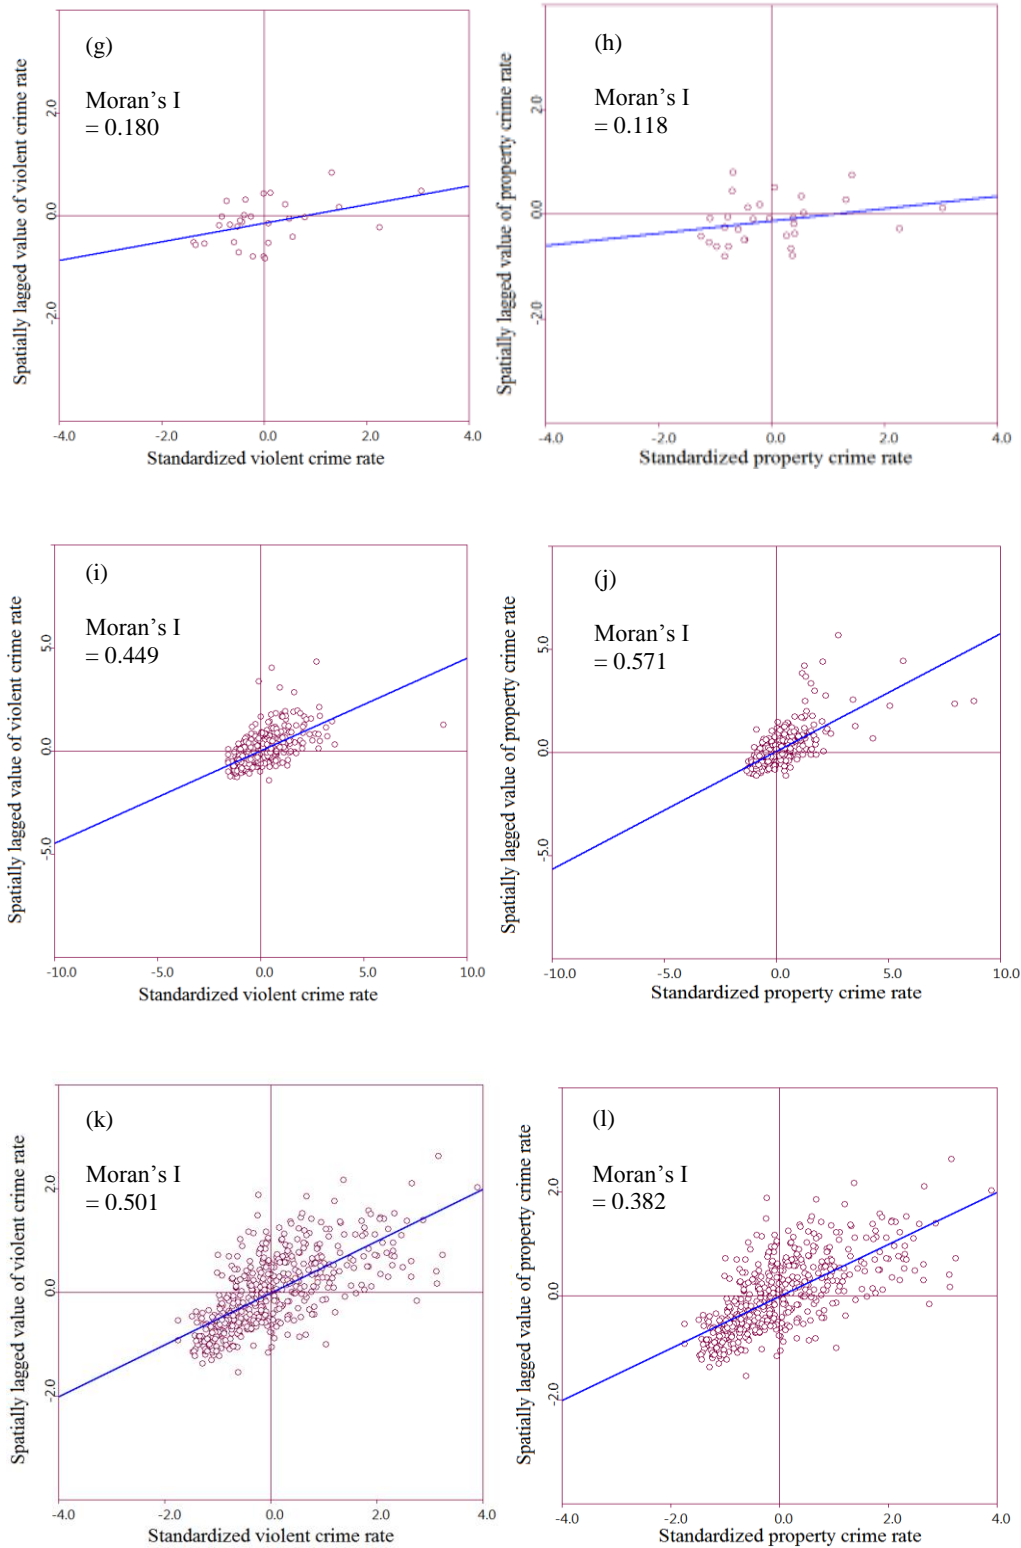 (g)
Moran's I
= 0.180
Spatially lagged value of violent crime rate
2.0
0.0
-2.0
-4.0 -2.0 0.0 2.0 4.0
Standardized violent crime rate
(h)
Moran's I
= 0.118
Spatially lagged value of property crime rate
2.0
0.0
-2.0
-4.0 -2.0 0.0 2.0 4.0
Standardized property crime rate
(i)
Moran's I
= 0.449
Spatially lagged value of violent crime rate
5.0
0.0
-5.0
-10.0 -5.0 0.0 5.0 10.0
Standardized violent crime rate
(j)
Moran's I
= 0.571
Spatially lagged value of property crime rate
5.0
0.0
-5.0
-10.0 -5.0 0.0 5.0 10.0
Standardized property crime rate
(k)
Moran's I
= 0.501
Spatially lagged value of violent crime rate
2.0
0.0
-2.0
-4.0 -2.0 0.0 2.0 4.0
Standardized violent crime rate
(l)
Moran's I
= 0.382
Spatially lagged value of property crime rate
2.0
0.0
-2.0
-4.0 -2.0 0.0 2.0 4.0
Standardized property crime rate